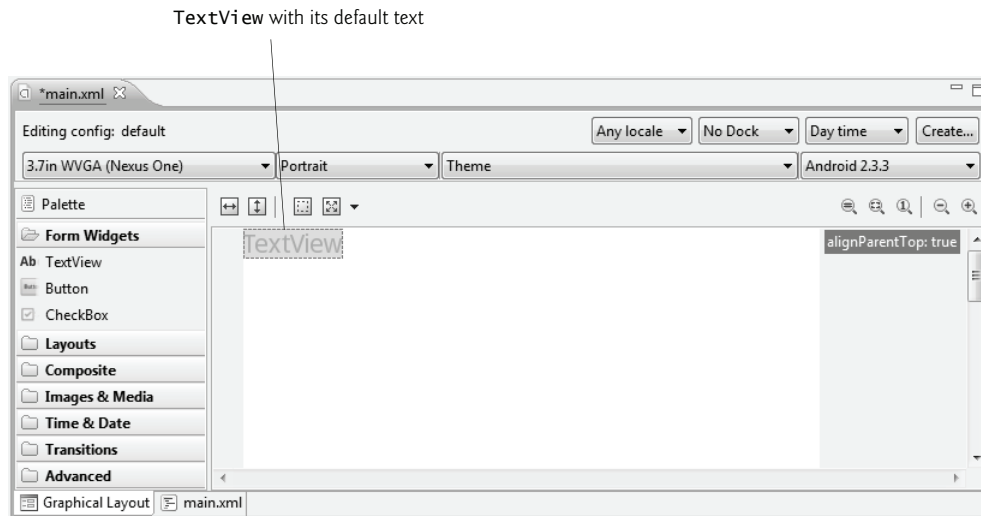 TextView with its default text
*main.xml
Editing config: default
Any locale
No Dock
Day time
Create...
3.7in WVGA (Nexus One)
Portrait
Theme
Android 2.3.3
Palette
Form Widgets
Ab TextView
Button
CheckBox
Layouts
Composite
Images & Media
Time & Date
Transitions
Advanced
TextView
alignParentTop: true
Graphical Layout
main.xml